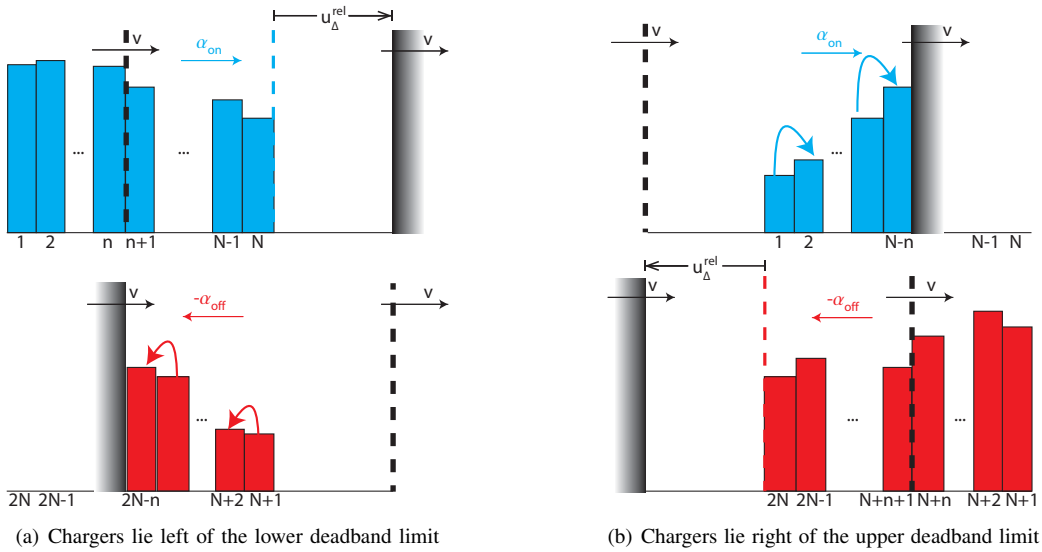 u_Δ^rel
v
α_on
v
...
...
1 2 n n+1 N-1 N
v
-α_off
v
...
2N 2N-1 2N-n N+2 N+1
(a) Chargers lie left of the lower deadband limit
v
α_on
v
...
1 2 N-n N-1 N
u_Δ^rel
v
-α_off
v
...
...
2N 2N-1 N+n+1 N+n N+2 N+1
(b) Chargers lie right of the upper deadband limit